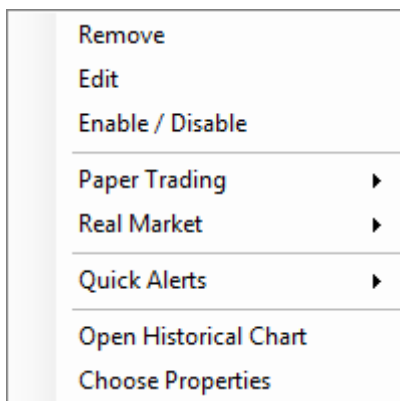 Remove
Edit
Enable / Disable
Paper Trading
Real Market
Quick Alerts
Open Historical Chart
Choose Properties